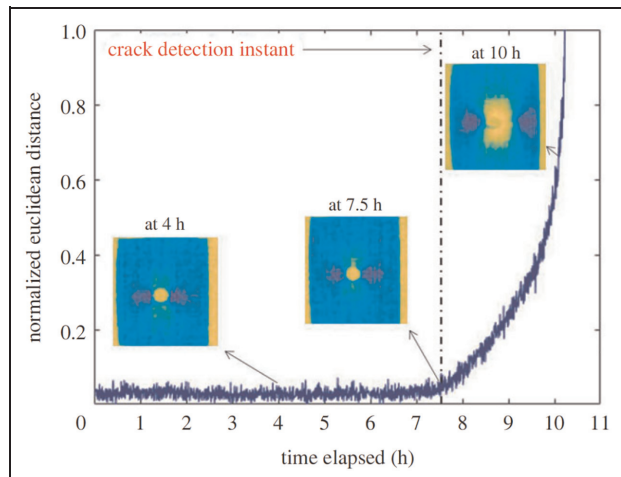 1.0
crack detection instant
at 10 h
0.8
0.6
at 7.5 h
at 4 h
0.4
normalized euclidean distance
0.2
0 1 2 3 4 5 6 7 8 9 10 11
time elapsed (h)